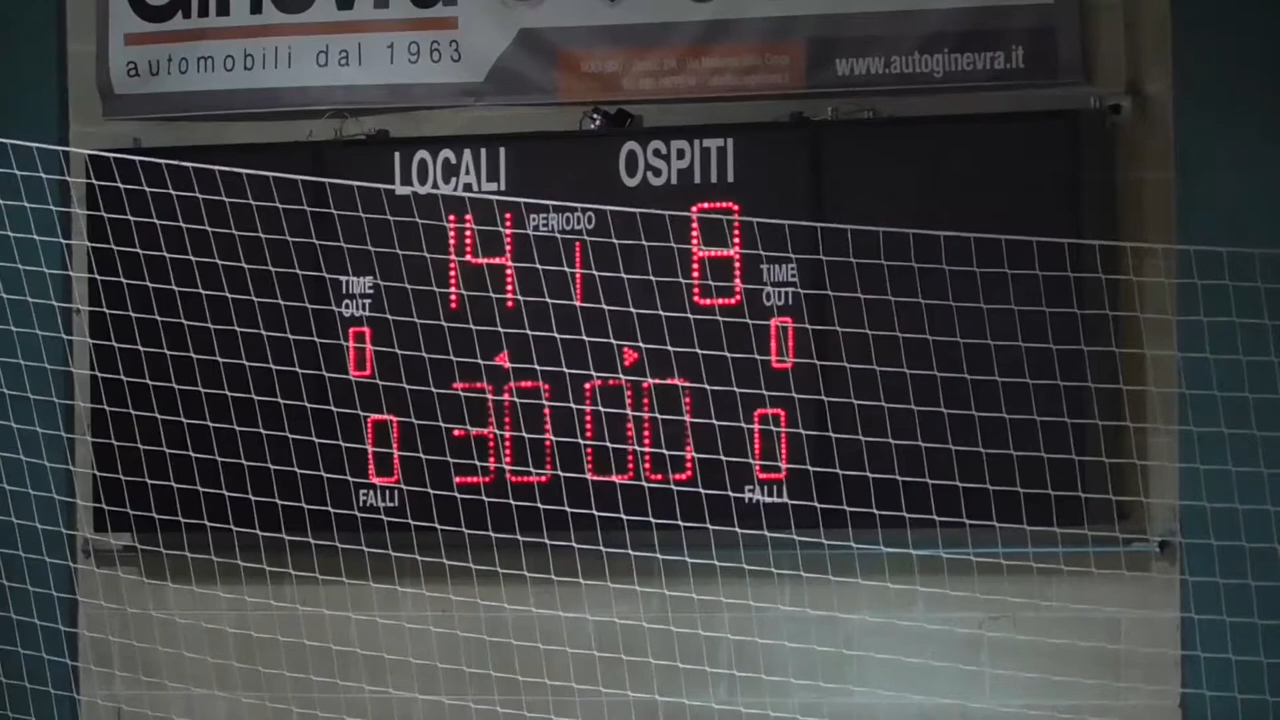 Ginevra
automobili dal 1963
www.autoginevra.it
LOCALI
OSPITI
14
PERIODO
1
8
TIME
OUT
0
TIME
OUT
0
30 00
0
FALLI
0
FALLI